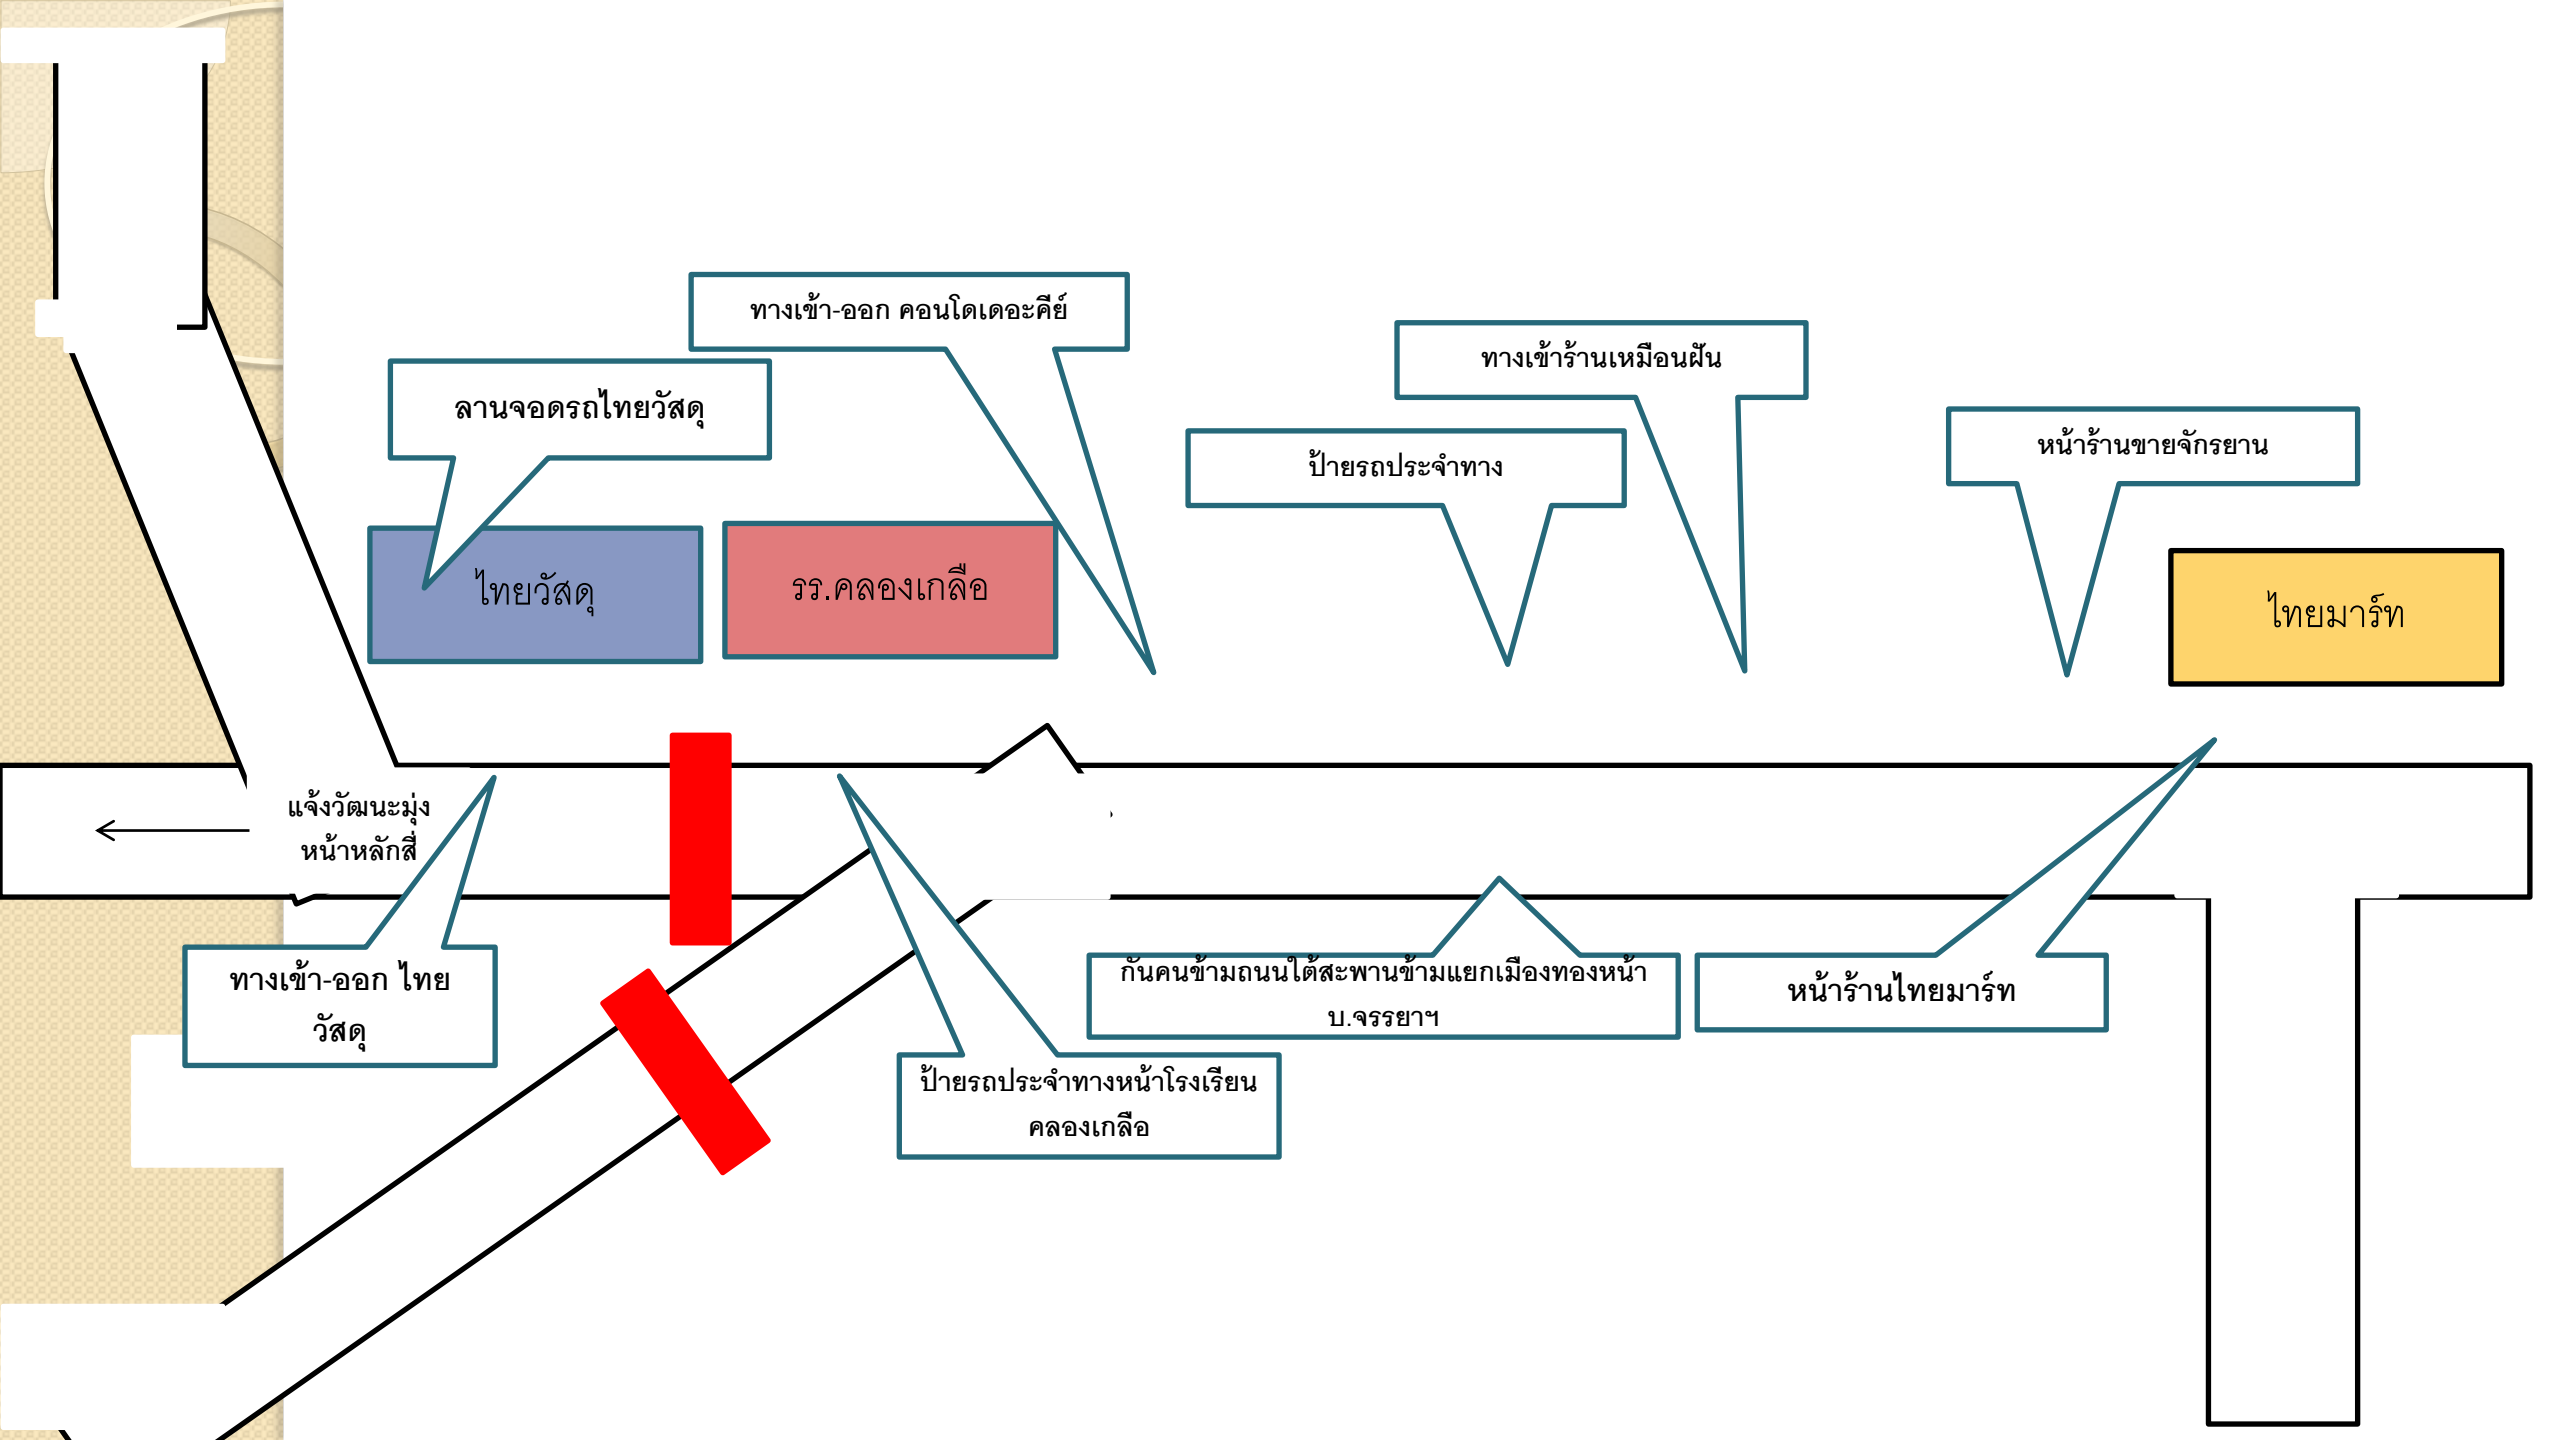 ทางเข้า-ออก คอนโดเดอะคีย์
ทางเข้าร้านเหมือนฝัน
ลานจอดรถไทยวัสดุ
หน้าร้านขายจักรยาน
ป้ายรถประจำทาง
ไทยวัสดุ
รร.คลองเกลือ
ไทยมาร์ท
แจ้งวัฒนะมุ่ง
หน้าหลักสี่
ทางเข้า-ออก ไทย
วัสดุ
กันคนข้ามถนนใต้สะพานข้ามแยกเมืองทองหน้า
บ.จรรยาฯ
หน้าร้านไทยมาร์ท
ป้ายรถประจำทางหน้าโรงเรียน
คลองเกลือ